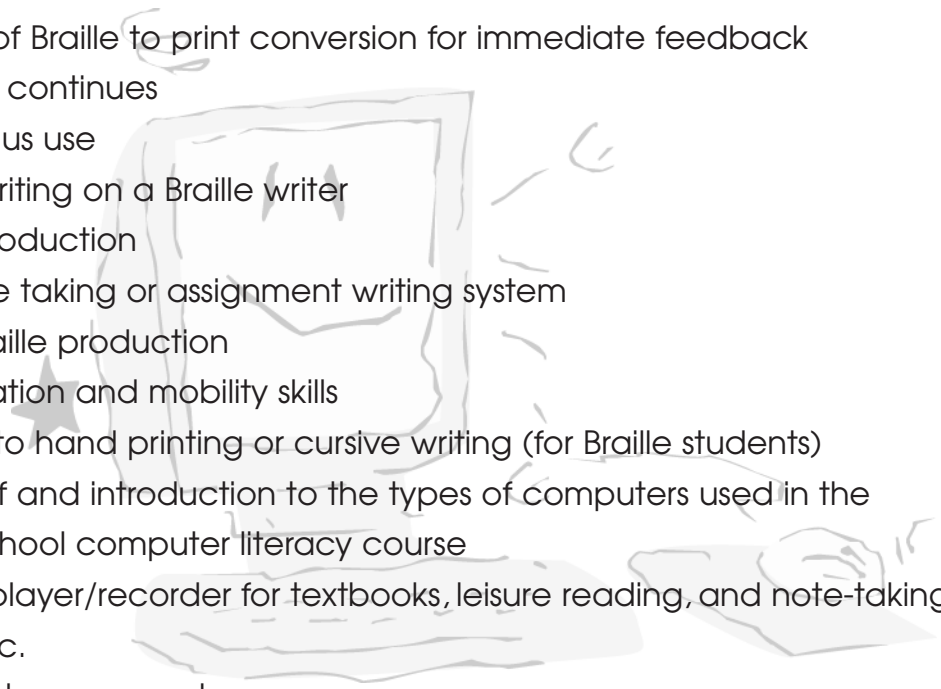 of Braille to print conversion for immediate feedback
continues
us use
riting on a Braille writer
oduction
e taking or assignment writing system
aille production
ation and mobility skills
to hand printing or cursive writing (for Braille students)
f and introduction to the types of computers used in the
hool computer literacy course
player/recorder for textbooks, leisure reading, and note-taking
c.